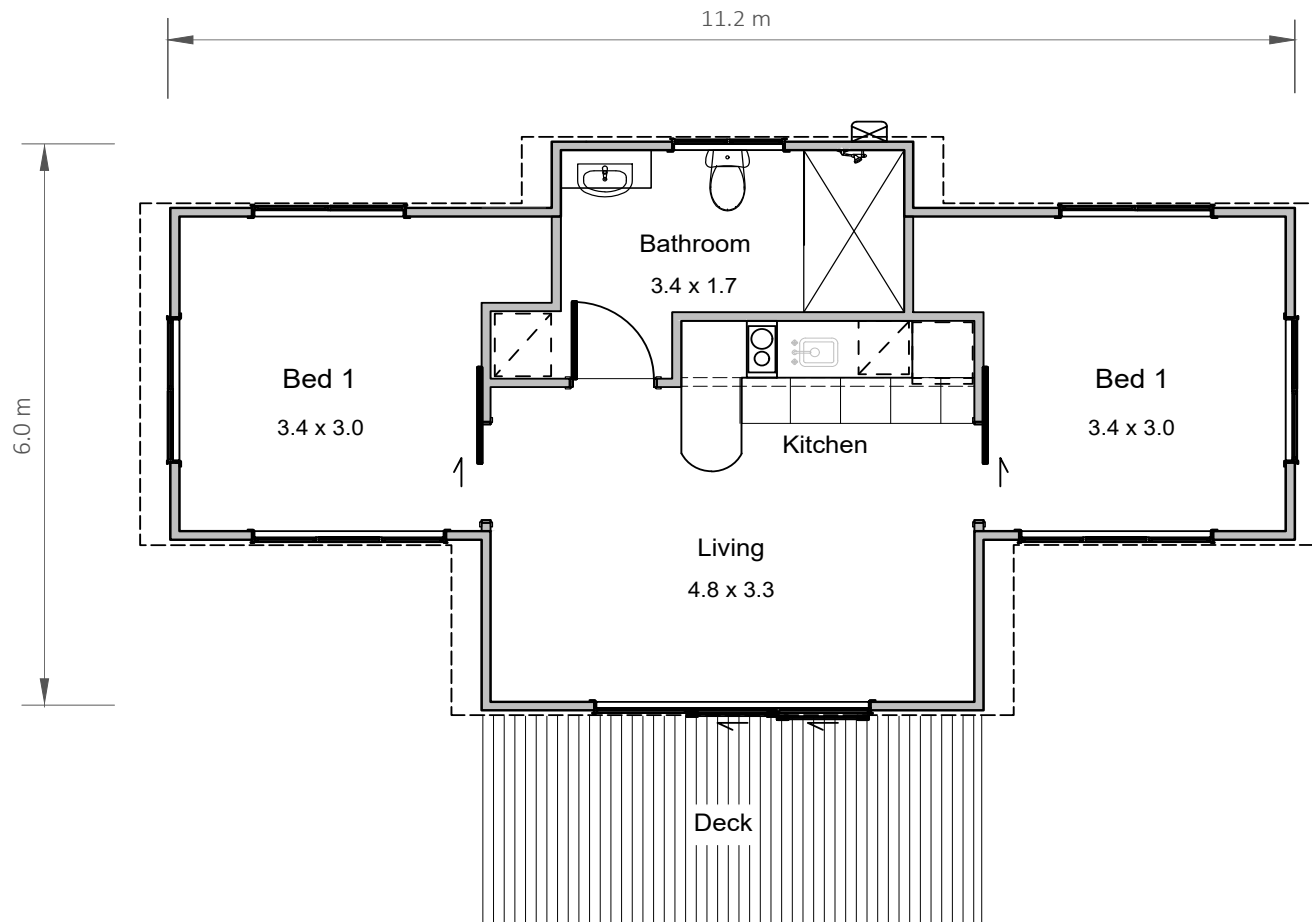 11.2 m
6.0 m
Bathroom
3.4 x 1.7
Bed 1
3.4 x 3.0
Bed 1
3.4 x 3.0
Kitchen
Living
4.8 x 3.3
Deck